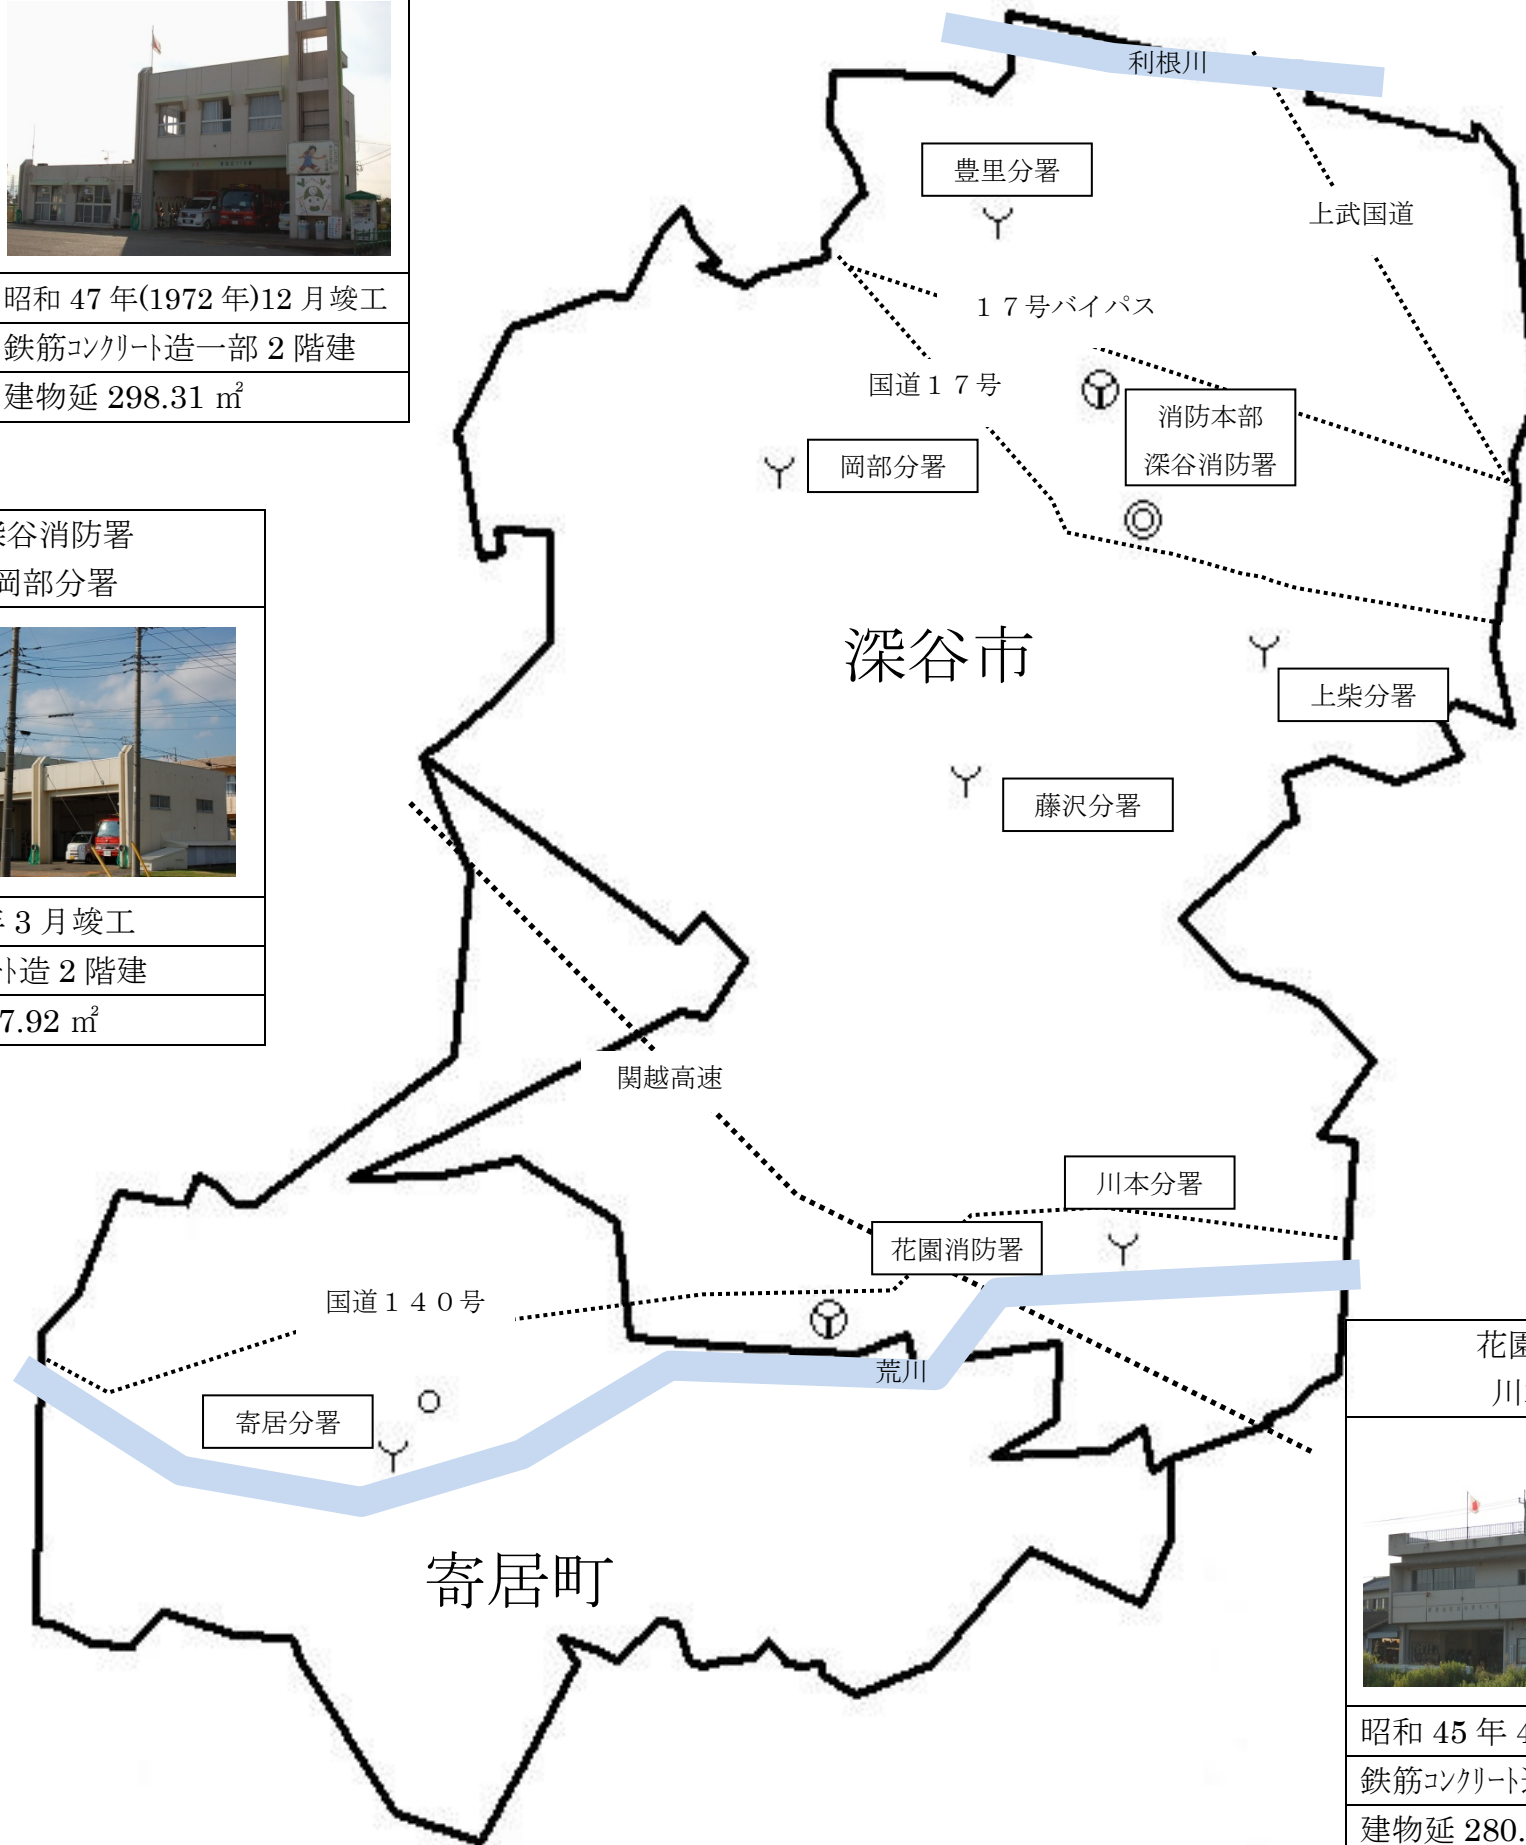 昭和 47 年(1972 年)12 月竣工
鉄筋ｺﾝｸﾘｰﾄ造一部 2 階建
建物延 298.31 ㎡
谷消防署
岡部分署
3 月竣工
ﾄ造 2 階建
7.92 ㎡
利根川
豊里分署
上武国道
１７号バイパス
国道１７号
消防本部
深谷消防署
岡部分署
深谷市
上柴分署
藤沢分署
関越高速
川本分署
花園消防署
国道１４０号
荒川
寄居分署
寄居町
花園
川
昭和 45 年 4
鉄筋ｺﾝｸﾘｰﾄ
建物延 280.